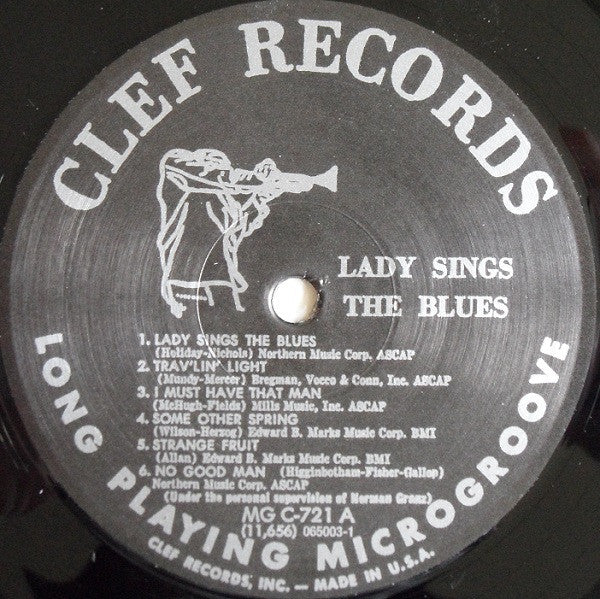 CLEF RECORDS
LADY SINGS
THE BLUES
1. LADY SINGS THE BLUES
(Holiday-Nichols) Northern Music Corp. ASCAP
2. TRAV'LIN' LIGHT
(Mundy-Mercer) Bregman, Vocco & Conn, Inc. ASCAP
3. I MUST HAVE THAT MAN
(McHugh-Fields) Mills Music, Inc. ASCAP
4. SOME OTHER SPRING
(Wilson-Herzog) Edward B. Marks Music Corp. BMI
5. STRANGE FRUIT
(Allan) Edward B. Marks Music Corp. BMI
6. NO GOOD MAN (Higginbotham-Fisher-Gallop)
Northern Music Corp. ASCAP
(Under the personal supervision of Norman Granz)
MG C-721 A
(11,656) 065003-1
LONG PLAYING MICROGROOVE
CLEF RECORDS, INC. — MADE IN U.S.A.